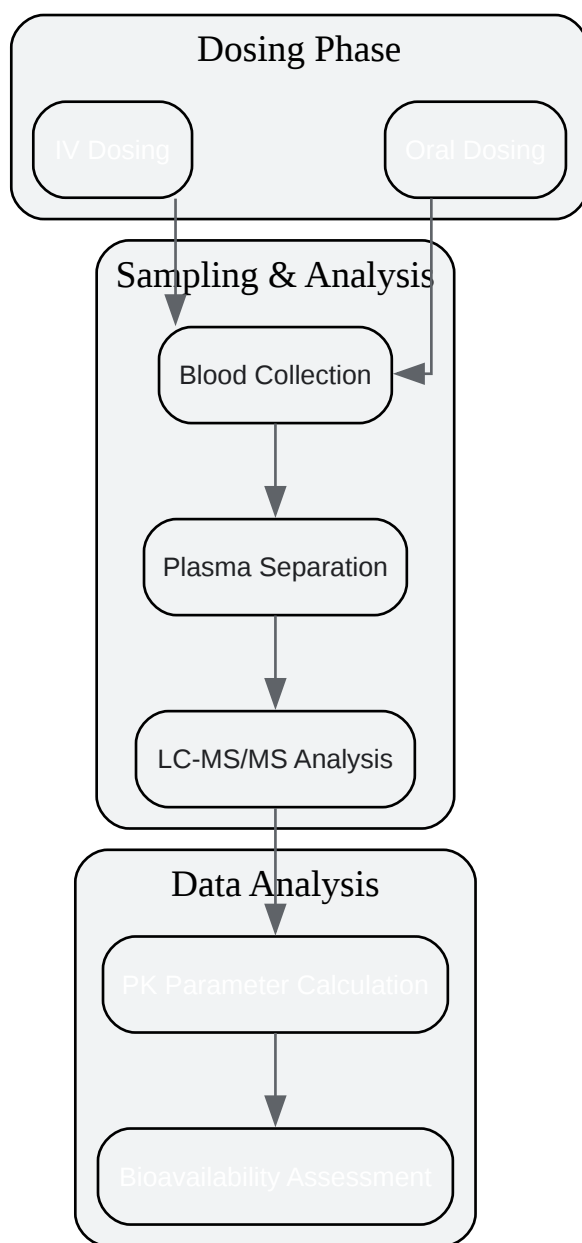 Dosing Phase
IV Dosing
Oral Dosing
Sampling & Analysis
Blood Collection
Plasma Separation
LC-MS/MS Analysis
Data Analysis
PK Parameter Calculation
Bioavailability Assessment